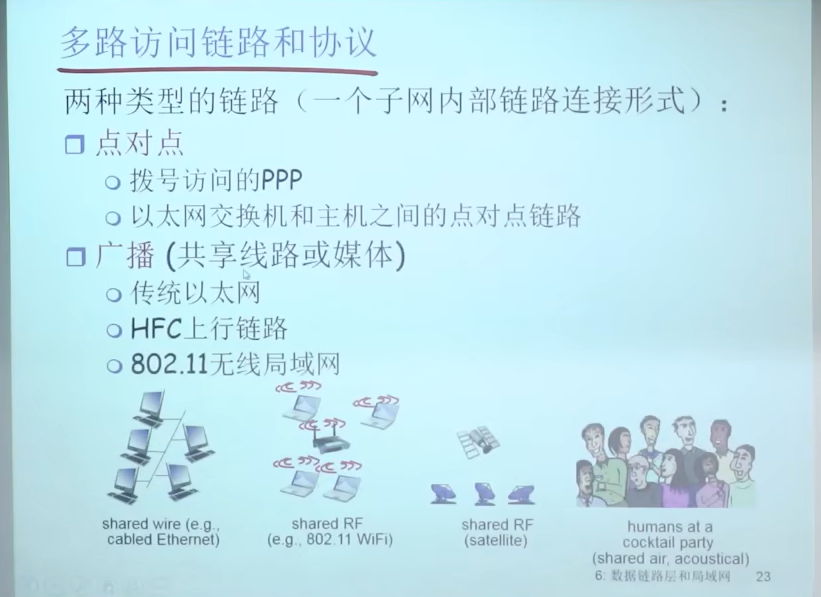 多路访问链路和协议
两种类型的链路（一个子网内部链路连接形式）：
点对点
拨号访问的PPP
以太网交换机和主机之间的点对点链路
广播 (共享线路或媒体)
传统以太网
HFC上行链路
802.11无线局域网
shared wire (e.g.,
cabled Ethernet)
shared RF
(e.g., 802.11 WiFi)
shared RF
(satellite)
humans at a
cocktail party
(shared air, acoustical)
6: 数据链路层和局域网
23